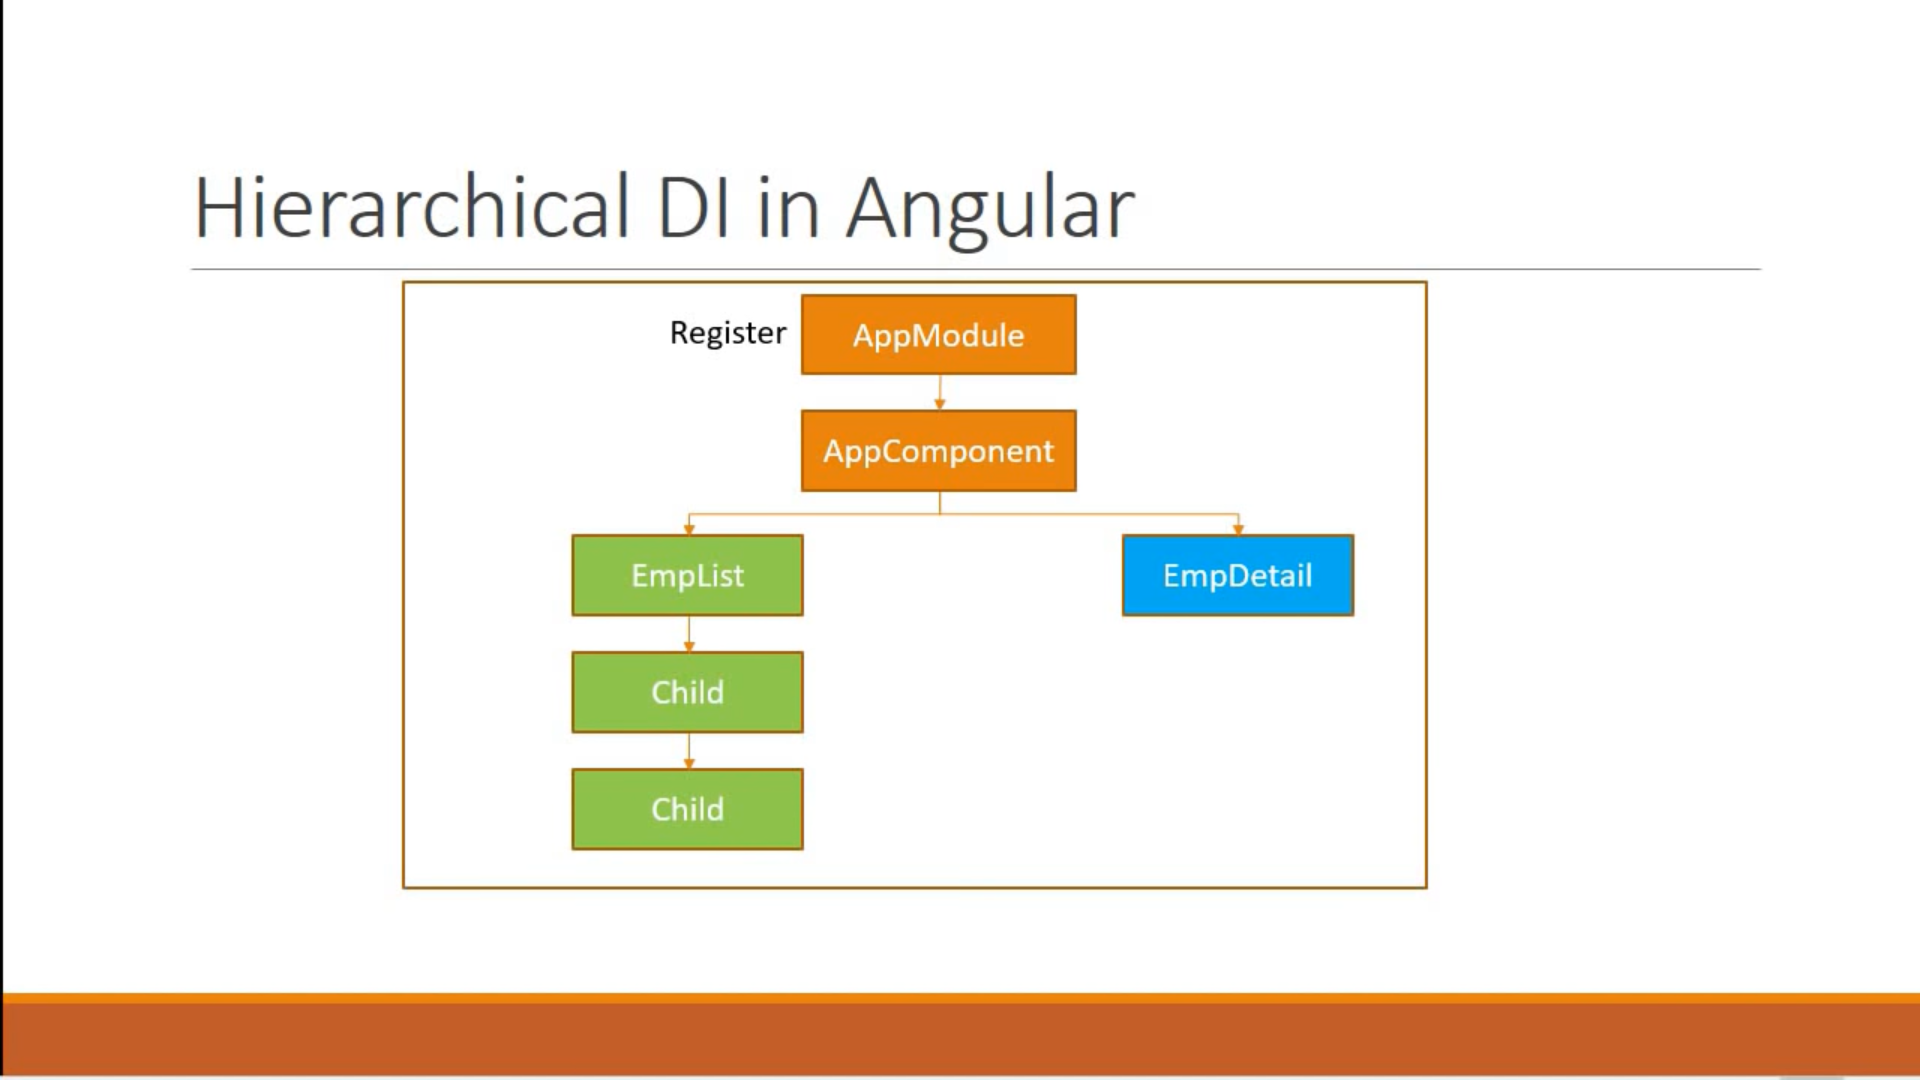 Hierarchical DI in Angular
Register
AppModule
AppComponent
EmpList
EmpDetail
Child
Child